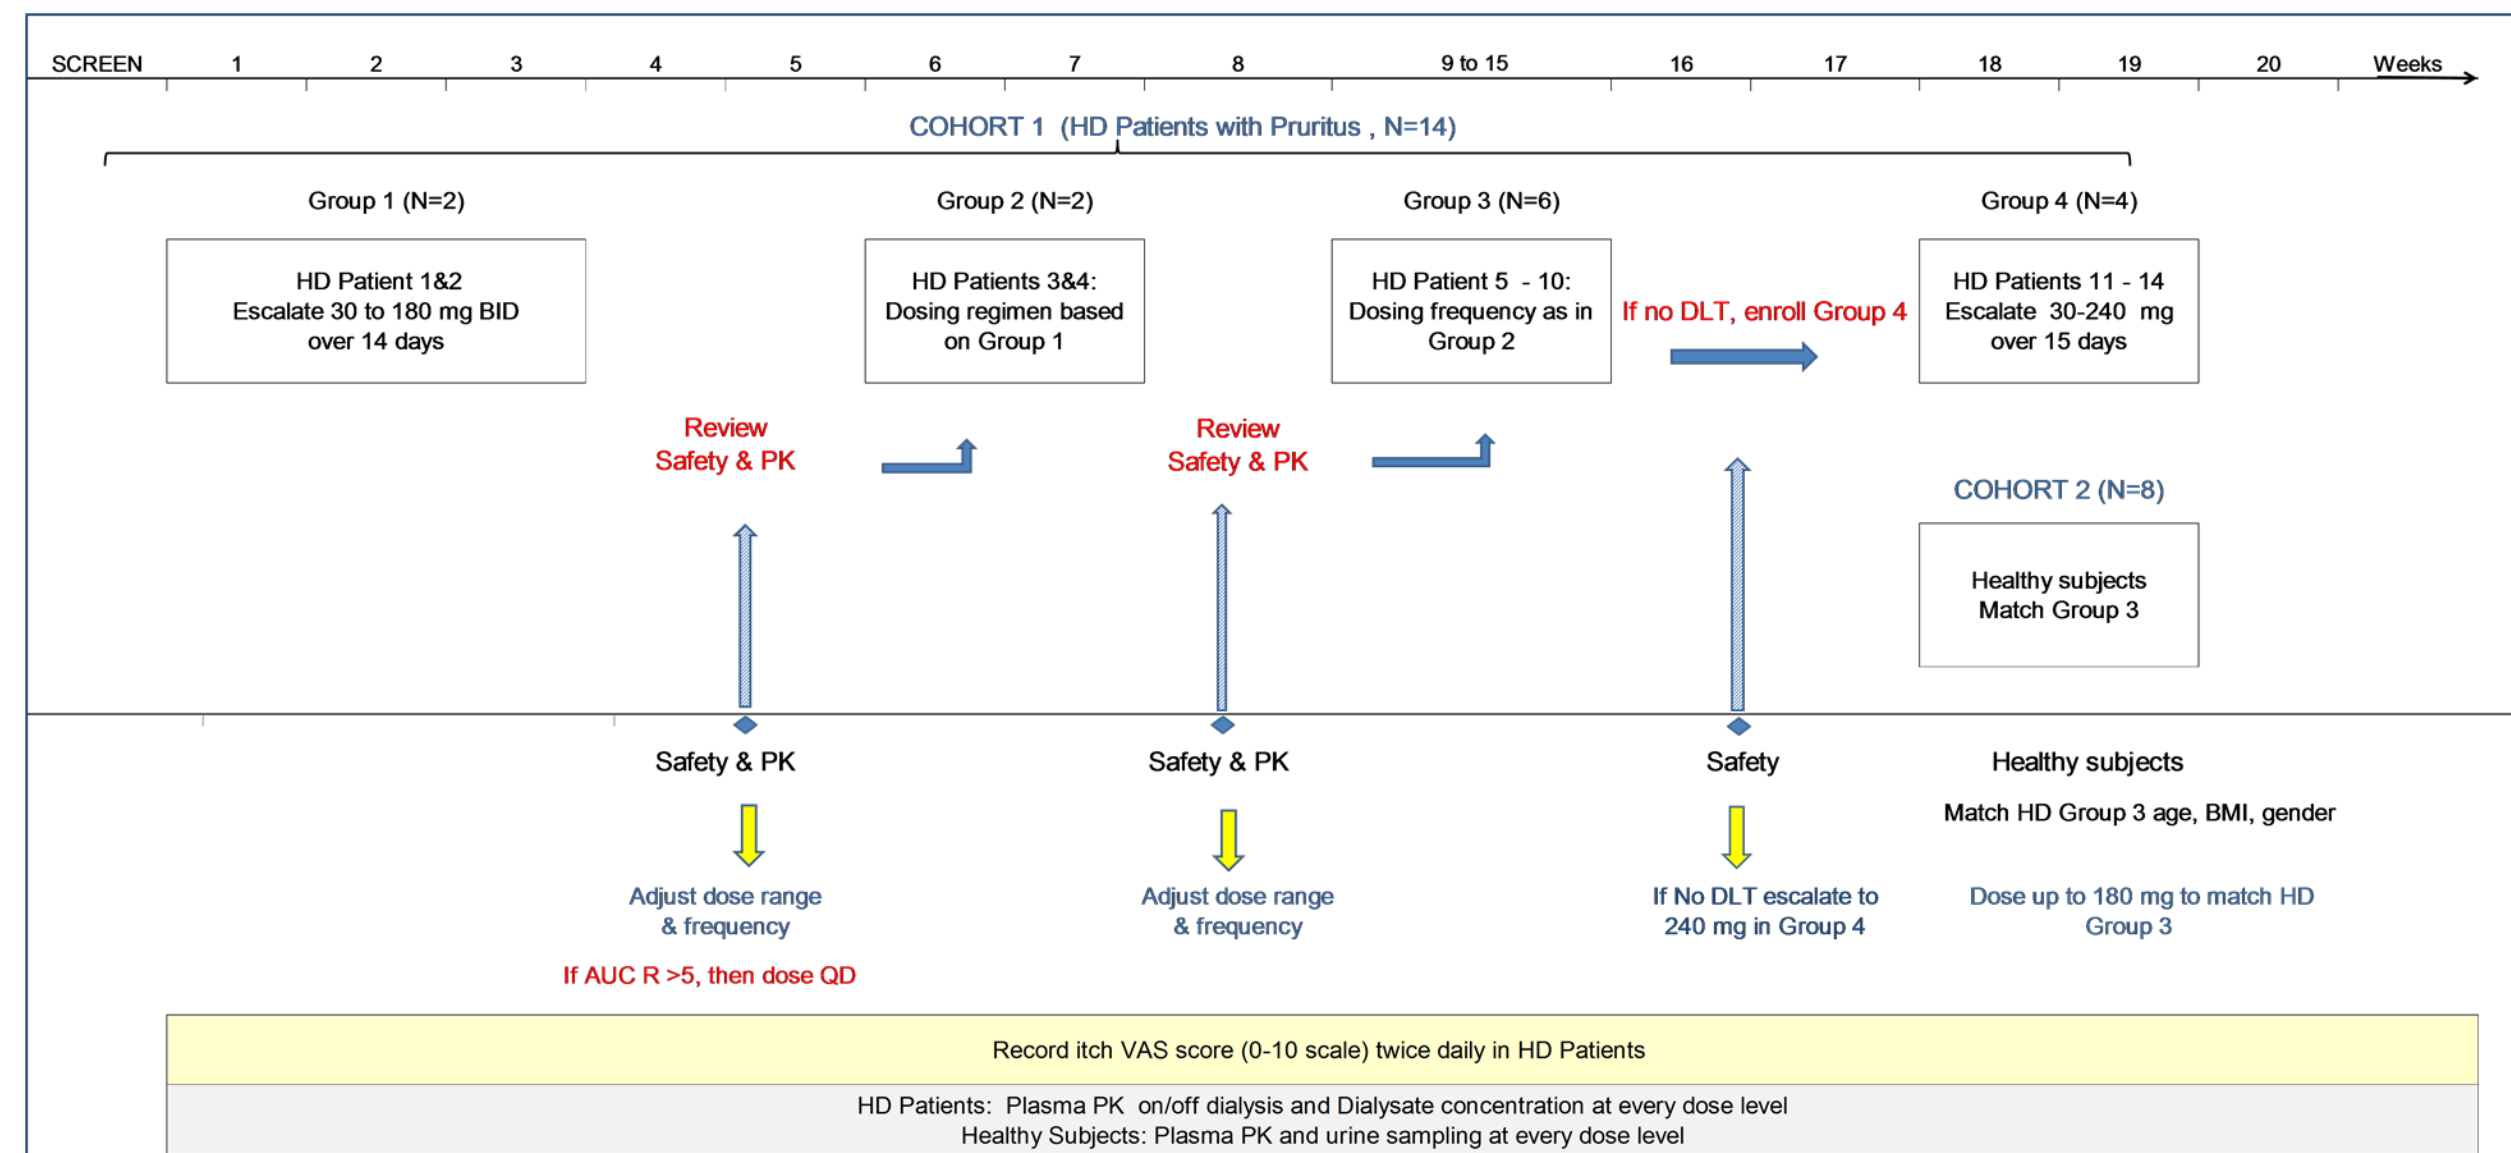 SCREEN 1 2 3 4 5 6 7 8 9 to 15 16 17 18 19 20 Weeks
COHORT 1 (HD Patients with Pruritus , N=14)
Group 1 (N=2)
HD Patient 1&2
Escalate 30 to 180 mg BID
over 14 days
Group 2 (N=2)
HD Patients 3&4:
Dosing regimen based
on Group 1
Group 3 (N=6)
HD Patient 5 - 10:
Dosing frequency as in
Group 2
If no DLT, enroll Group 4
Group 4 (N=4)
HD Patients 11 - 14
Escalate 30-240 mg
over 15 days
Review
Safety & PK
Review
Safety & PK
COHORT 2 (N=8)
Healthy subjects
Match Group 3
Safety & PK
Adjust dose range
& frequency
If AUC R >5, then dose QD
Safety & PK
Adjust dose range
& frequency
Safety
If No DLT escalate to
240 mg in Group 4
Healthy subjects
Match HD Group 3 age, BMI, gender
Dose up to 180 mg to match HD
Group 3
Record itch VAS score (0-10 scale) twice daily in HD Patients
HD Patients: Plasma PK on/off dialysis and Dialysate concentration at every dose level
Healthy Subjects: Plasma PK and urine sampling at every dose level